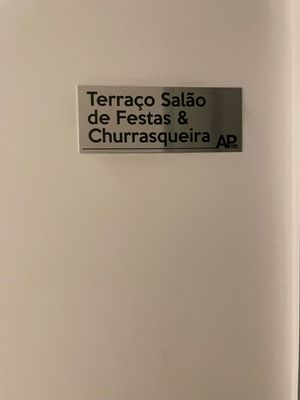 Terraço Salão
de Festas &
Churrasqueira
AP